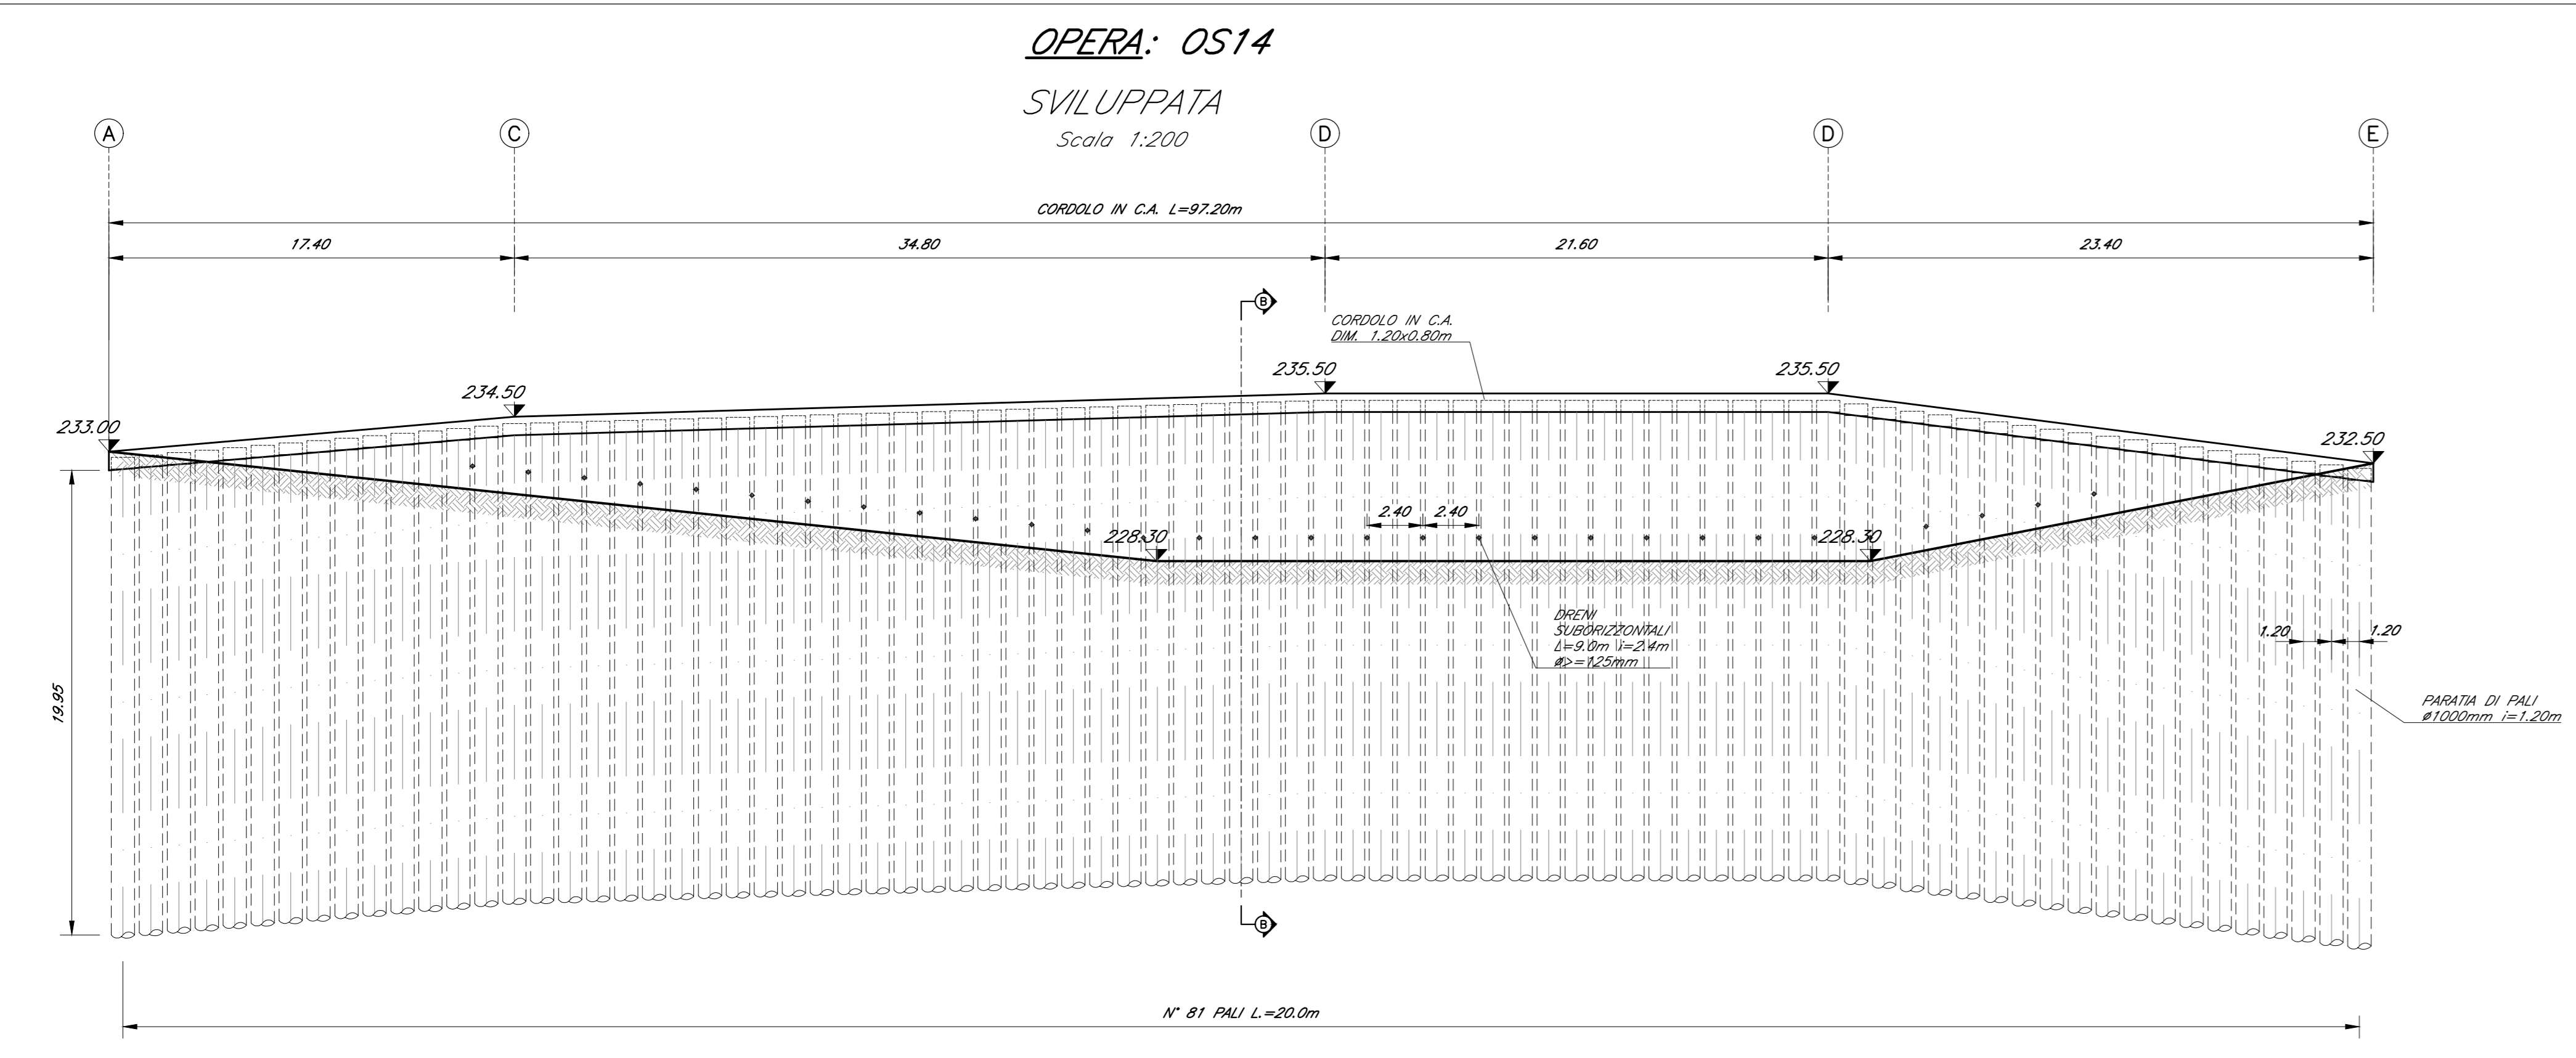 OPERA: OS14
SVILUPPATA
Scala 1:200
A
C
D
D
E
CORDOLO IN C.A. L=97.20m
17.40
34.80
21.60
23.40
B
CORDOLO IN C.A.
DIM. 1.20x0.80m
233.00
234.50
235.50
235.50
232.50
2.40
2.40
228.30
228.30
DRENI
SUBORIZZONTALI
L=9.0m i=2.4m
ø>=125mm
1.20
1.20
19.95
PARATIA DI PALI
ø1000mm i=1.20m
B
N° 81 PALI L.=20.0m